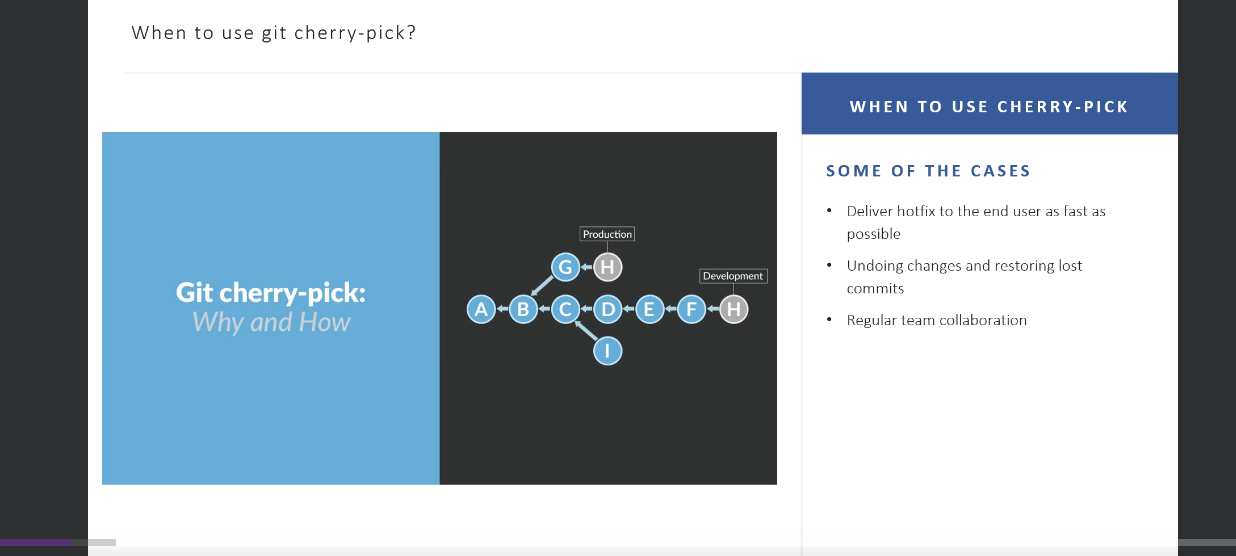 When to use git cherry-pick?
WHEN TO USE CHERRY-PICK
Git cherry-pick:
Why and How
Production
G H
Development
A B C D E F H
I
SOME OF THE CASES
• Deliver hotfix to the end user as fast as
possible
• Undoing changes and restoring lost
commits
• Regular team collaboration